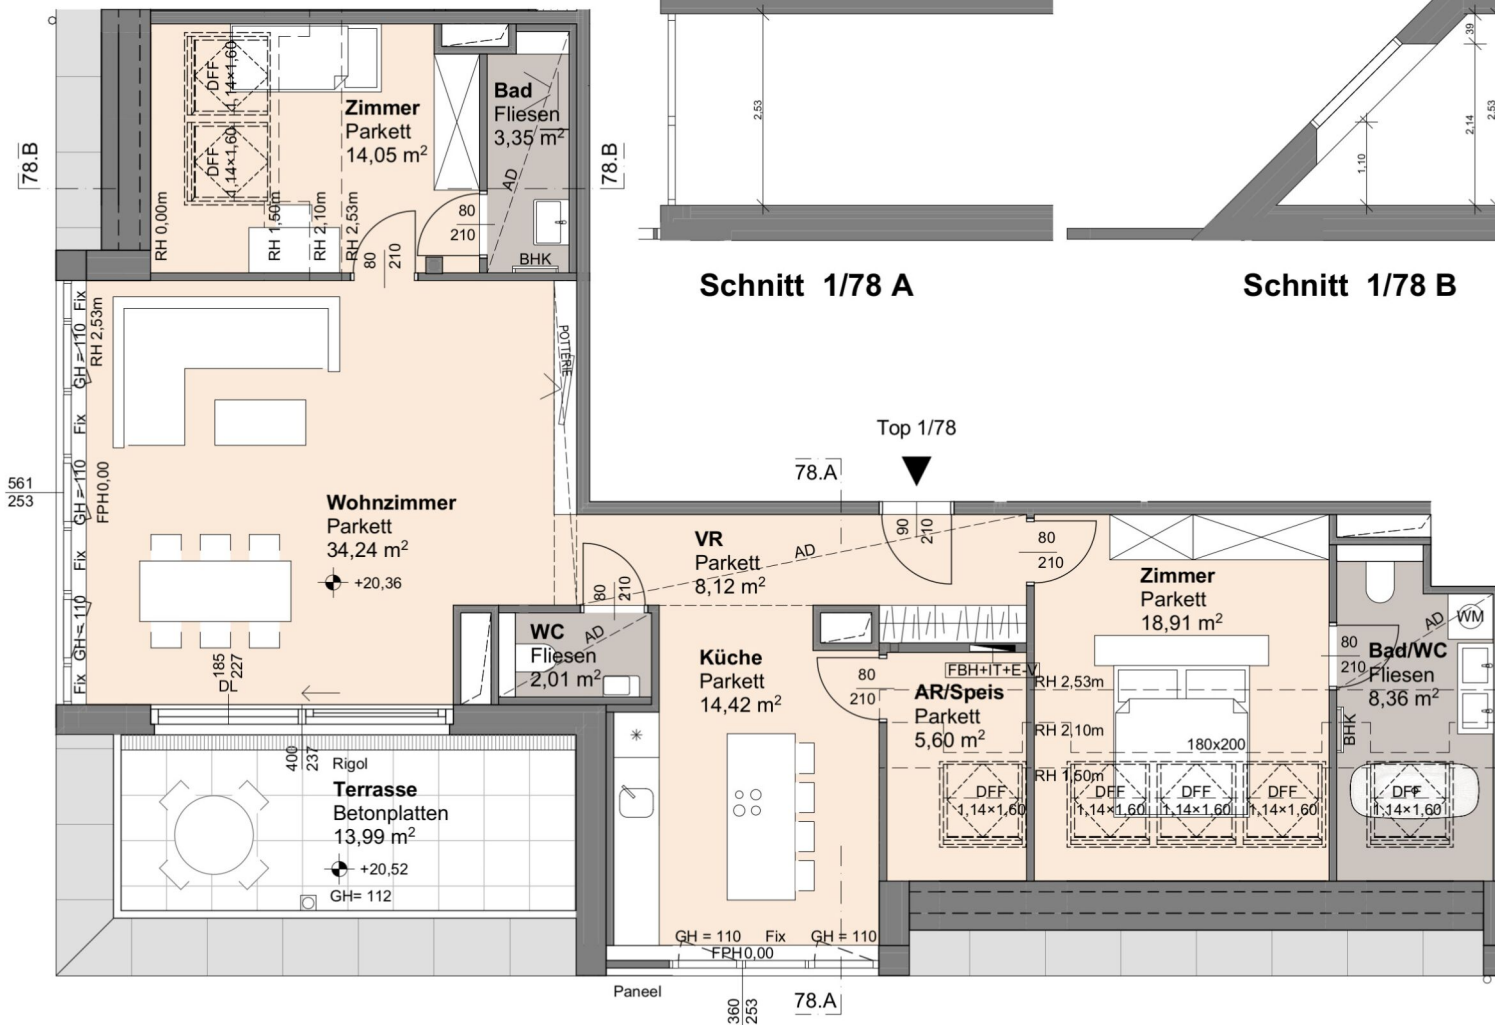 2,53
39
2,14
2,53
1,10
Schnitt 1/78 A
Schnitt 1/78 B
78.B
78.B
DFF
1,14×1,60
DFF
1,14×1,60
Zimmer
Parkett
14,05 m²
Bad
Fliesen
3,35 m²
AD
RH 0,00m
RH 1,50m
RH 2,10m
RH 2,53m
80
210
80
210
BHK
Fix
GH = 110
RH 2,53m
Fix
GH = 110
FPH 0,00
Fix
GH = 110
Fix
561
253
POTTERIE
Wohnzimmer
Parkett
34,24 m²
+20,36
Top 1/78
78.A
VR
Parkett
8,12 m²
AD
90
210
80
210
80
210
WC
Fliesen
2,01 m²
AD
Küche
Parkett
14,42 m²
80
210
FBH+IT+E-V
AR/Speis
Parkett
5,60 m²
DFF
1,14×1,60
Zimmer
Parkett
18,91 m²
RH 2,53m
RH 2,10m
RH 1,50m
180x200
DFF
1,14×1,60
DFF
1,14×1,60
DFF
1,14×1,60
80
210
AD
WM
Bad/WC
Fliesen
8,36 m²
BHK
DFF
1,14×1,60
185
227
400
237
Rigol
Terrasse
Betonplatten
13,99 m²
+20,52
GH= 112
GH = 110
Fix
GH = 110
FPH 0,00
Paneel
360
253
78.A